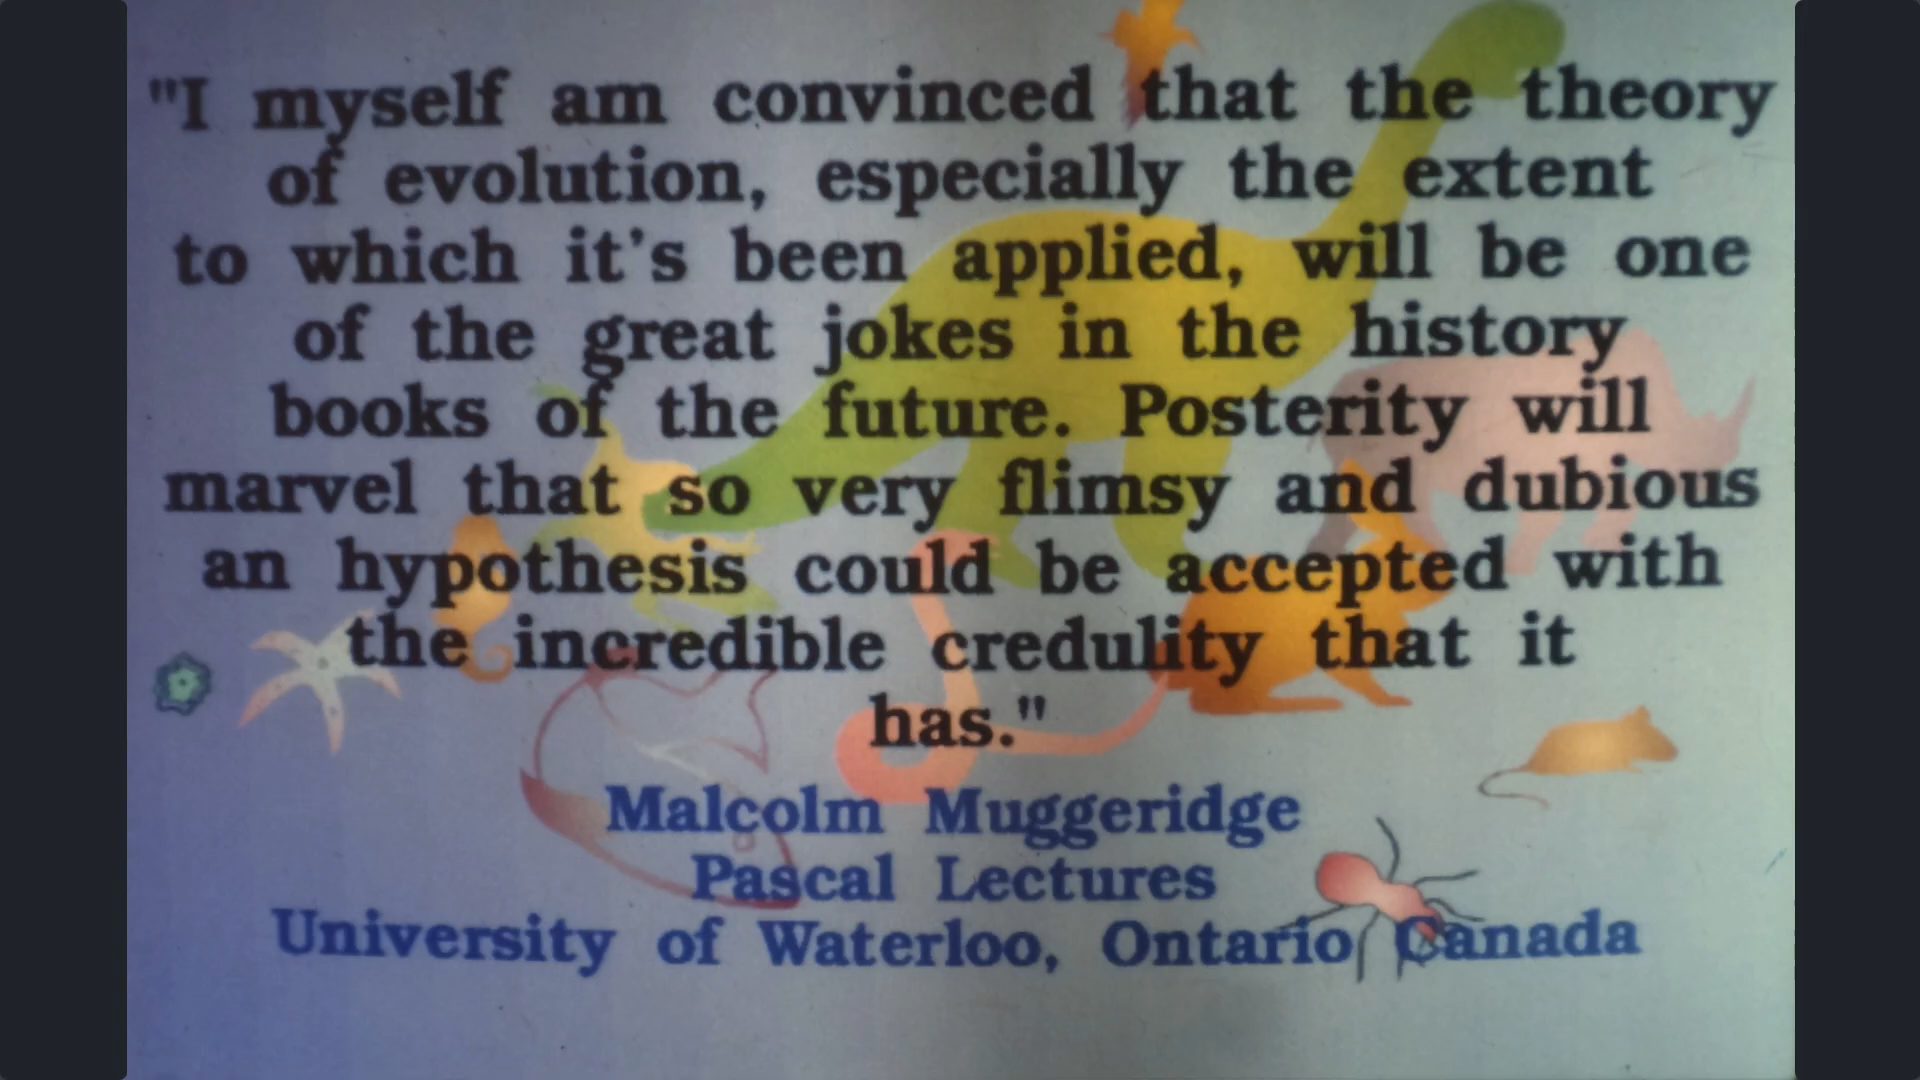 "I myself am convinced that the theory
of evolution, especially the extent
to which it's been applied, will be one
of the great jokes in the history
books of the future. Posterity will
marvel that so very flimsy and dubious
an hypothesis could be accepted with
the incredible credulity that it
has."
Malcolm Muggeridge
Pascal Lectures
University of Waterloo, Ontario Canada